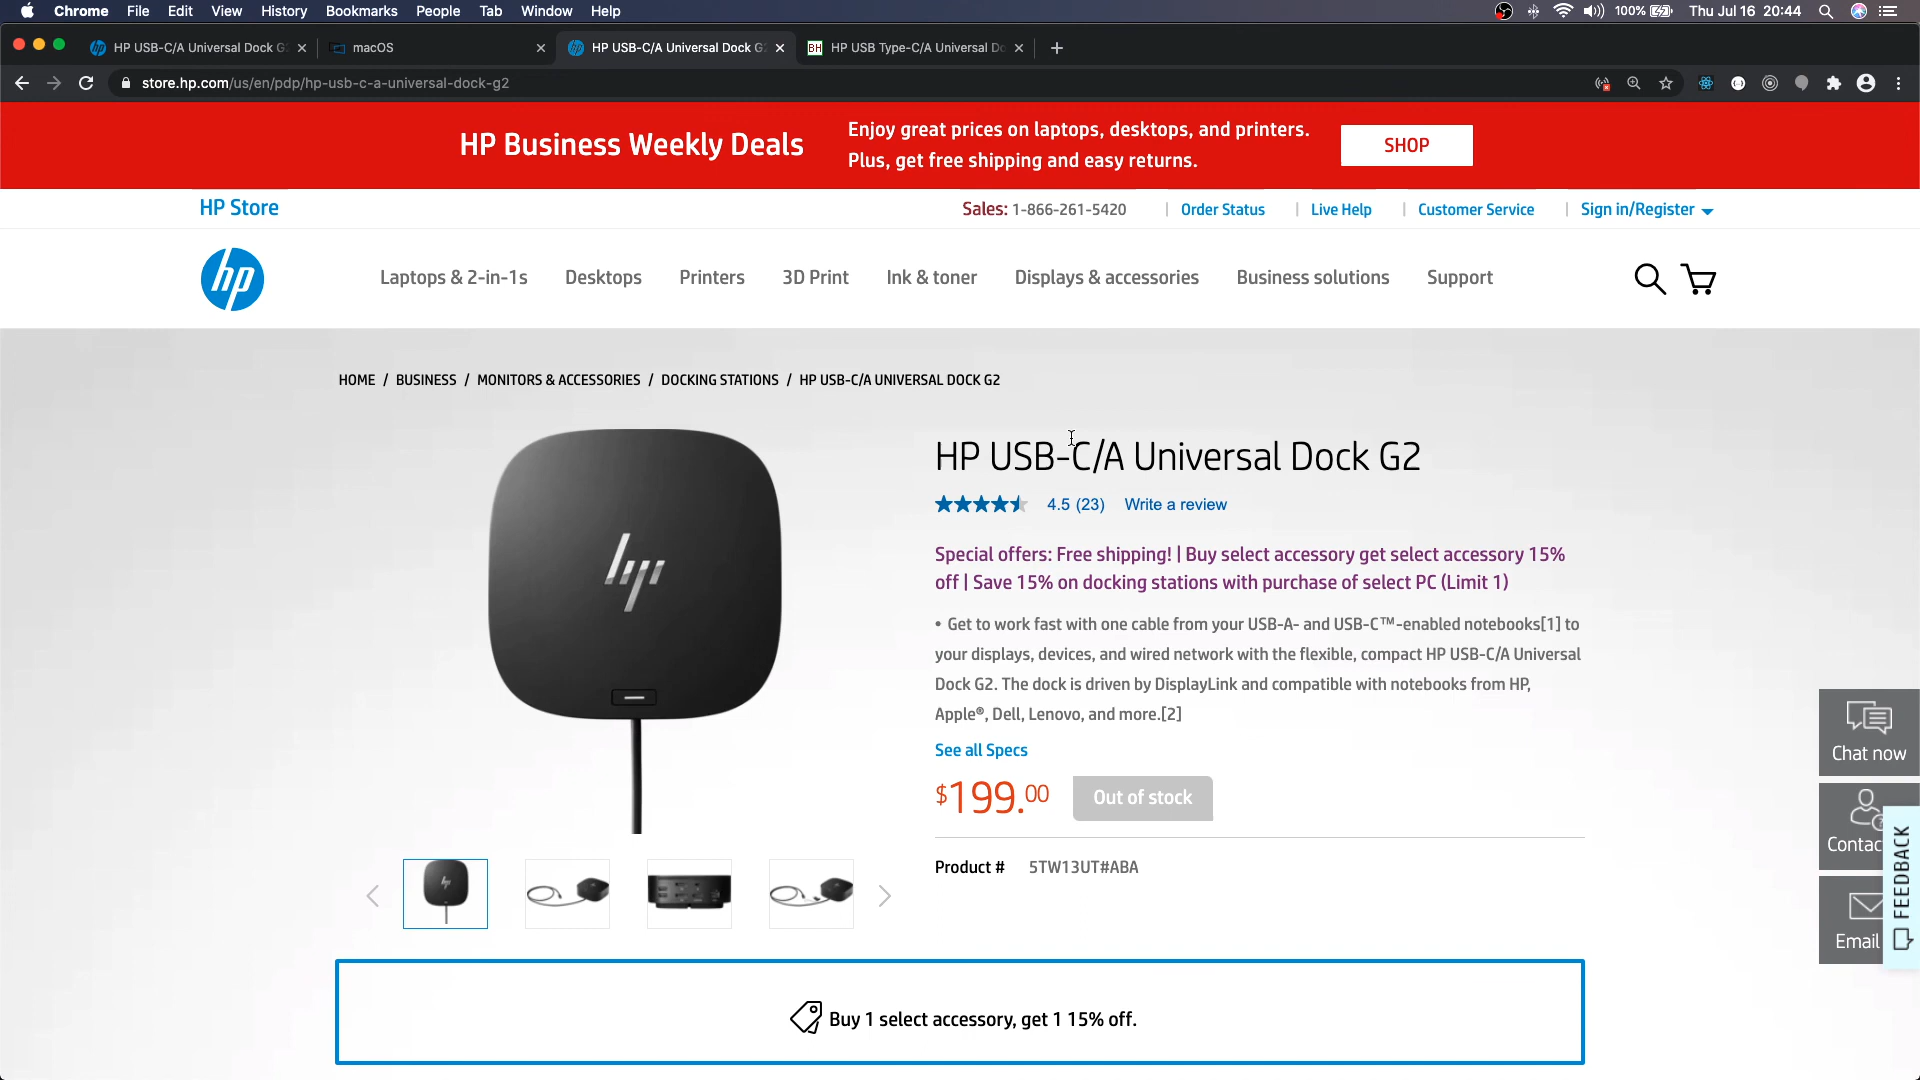 Chrome File Edit View History Bookmarks People Tab Window Help
100% Thu Jul 16 20:44
HP USB-C/A Universal Dock G
macOS
HP USB-C/A Universal Dock G
BH HP USB Type-C/A Universal Do
store.hp.com/us/en/pdp/hp-usb-c-a-universal-dock-g2
HP Business Weekly Deals
Enjoy great prices on laptops, desktops, and printers.
Plus, get free shipping and easy returns.
SHOP
HP Store
Sales: 1-866-261-5420 | Order Status | Live Help | Customer Service | Sign in/Register
hp
Laptops & 2-in-1s Desktops Printers 3D Print Ink & toner Displays & accessories Business solutions Support
HOME / BUSINESS / MONITORS & ACCESSORIES / DOCKING STATIONS / HP USB-C/A UNIVERSAL DOCK G2
HP USB-C/A Universal Dock G2
4.5 (23) Write a review
Special offers: Free shipping! | Buy select accessory get select accessory 15%
off | Save 15% on docking stations with purchase of select PC (Limit 1)
• Get to work fast with one cable from your USB-A- and USB-C™-enabled notebooks[1] to
your displays, devices, and wired network with the flexible, compact HP USB-C/A Universal
Dock G2. The dock is driven by DisplayLink and compatible with notebooks from HP,
Apple®, Dell, Lenovo, and more.[2]
See all Specs
$199.00 Out of stock
Product # 5TW13UT#ABA
Chat now
Contac
Email
FEEDBACK
Buy 1 select accessory, get 1 15% off.